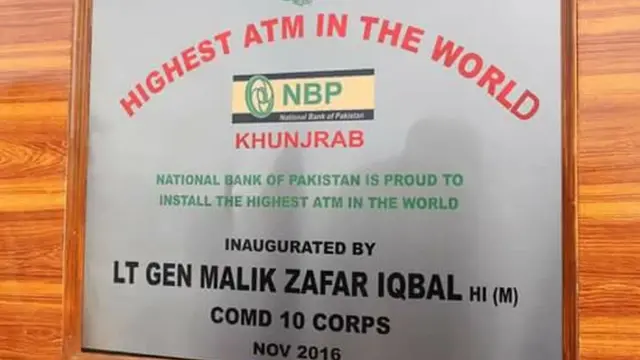 HIGHEST ATM IN THE WORLD
NBP
National Bank of Pakistan
KHUNJRAB
NATIONAL BANK OF PAKISTAN IS PROUD TO
INSTALL THE HIGHEST ATM IN THE WORLD
INAUGURATED BY
LT GEN MALIK ZAFAR IQBAL HI (M)
COMD 10 CORPS
NOV 2016